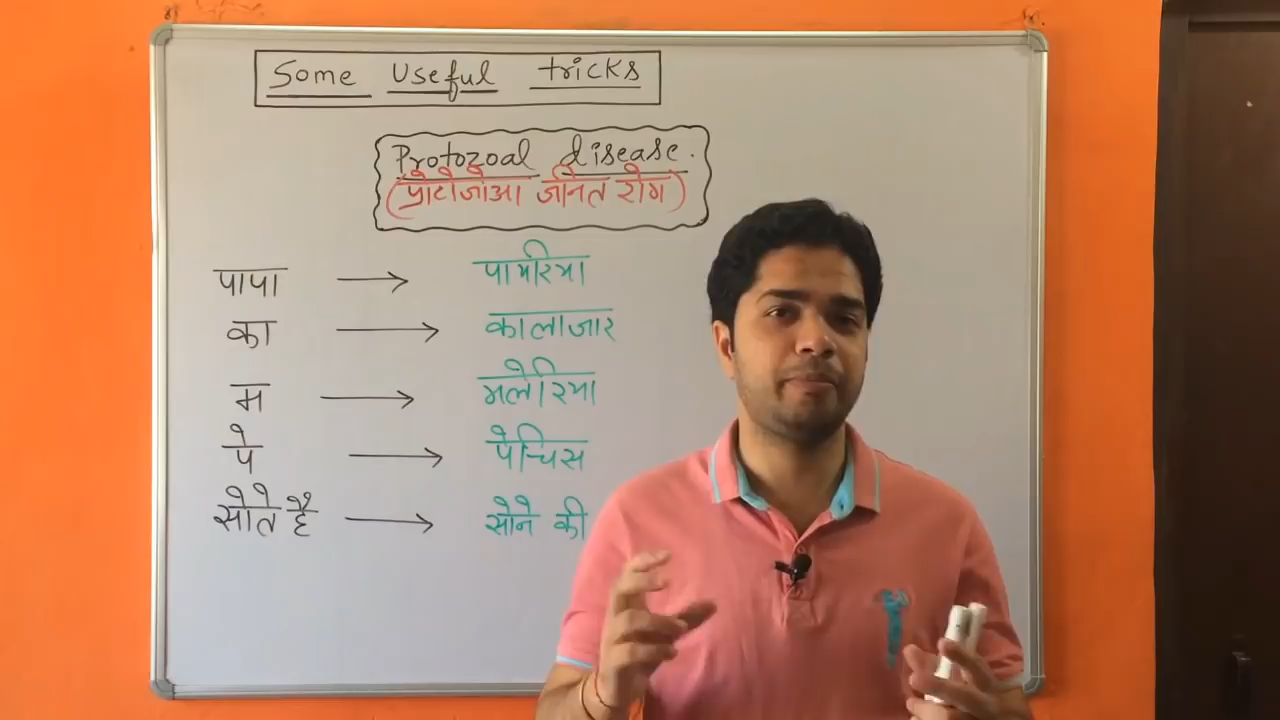 Some Useful tricks
Protozoal disease.
(प्रोटोजोआ जनित रोग)
पापा → पायरिया
का → कालाजार
म → मलेरिया
पे → पेचिस
सोते है → सोने की